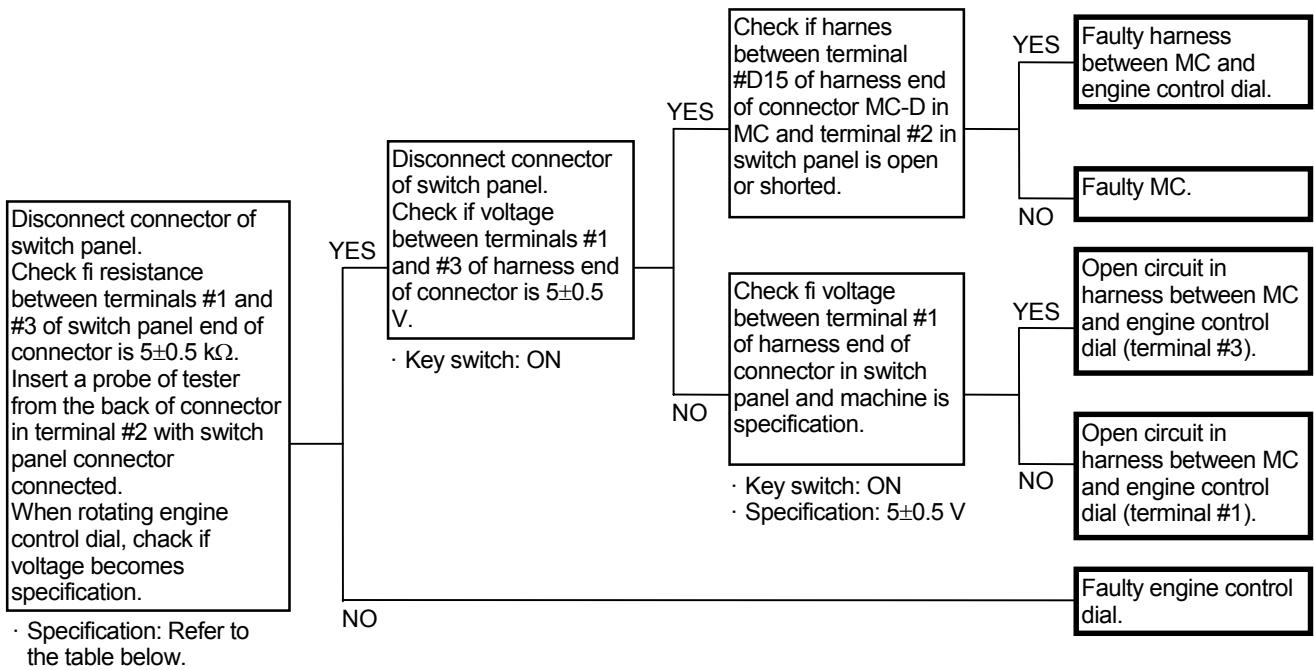 Disconnect connector of
switch panel.
Check fi resistance
between terminals #1 and
#3 of switch panel end of
connector is 5±0.5 kΩ.
Insert a probe of tester
from the back of connector
in terminal #2 with switch
panel connector
connected.
When rotating engine
control dial, chack if
voltage becomes
specification.
· Specification: Refer to
the table below.
YES
NO
Disconnect connector
of switch panel.
Check if voltage
between terminals #1
and #3 of harness end
of connector is 5±0.5
V.
· Key switch: ON
YES
NO
Check if harnes
between terminal
#D15 of harness end
of connector MC-D in
MC and terminal #2 in
switch panel is open
or shorted.
YES
NO
Faulty harness
between MC and
engine control dial.
Faulty MC.
Check fi voltage
between terminal #1
of harness end of
connector in switch
panel and machine is
specification.
· Key switch: ON
· Specification: 5±0.5 V
YES
NO
Open circuit in
harness between MC
and engine control
dial (terminal #3).
Open circuit in
harness between MC
and engine control
dial (terminal #1).
Faulty engine control
dial.